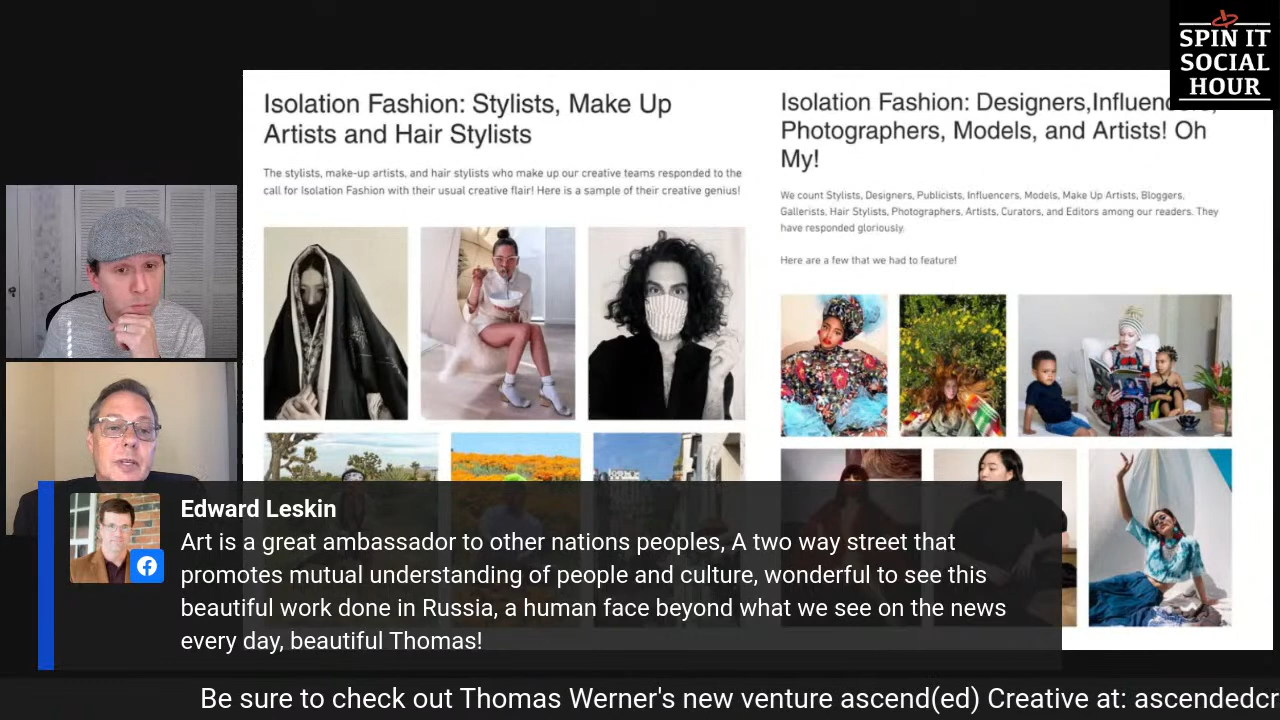 SPIN IT
SOCIAL
HOUR
Isolation Fashion: Stylists, Make Up
Artists and Hair Stylists
The stylists, make-up artists, and hair stylists who make up our creative teams responded to the
call for Isolation Fashion with their usual creative flair! Here is a sample of their creative genius!
Isolation Fashion: Designers,Influen
Photographers, Models, and Artists! Oh
My!
We count Stylists, Designers, Publicists, Influencers, Models, Make Up Artists, Bloggers,
Gallerists, Hair Stylists, Photographers, Artists, Curators, and Editors among our readers. They
have responded gloriously.
Here are a few that we had to feature!
Edward Leskin
Art is a great ambassador to other nations peoples, A two way street that
promotes mutual understanding of people and culture, wonderful to see this
beautiful work done in Russia, a human face beyond what we see on the news
every day, beautiful Thomas!
Be sure to check out Thomas Werner's new venture ascend(ed) Creative at: ascendedcr